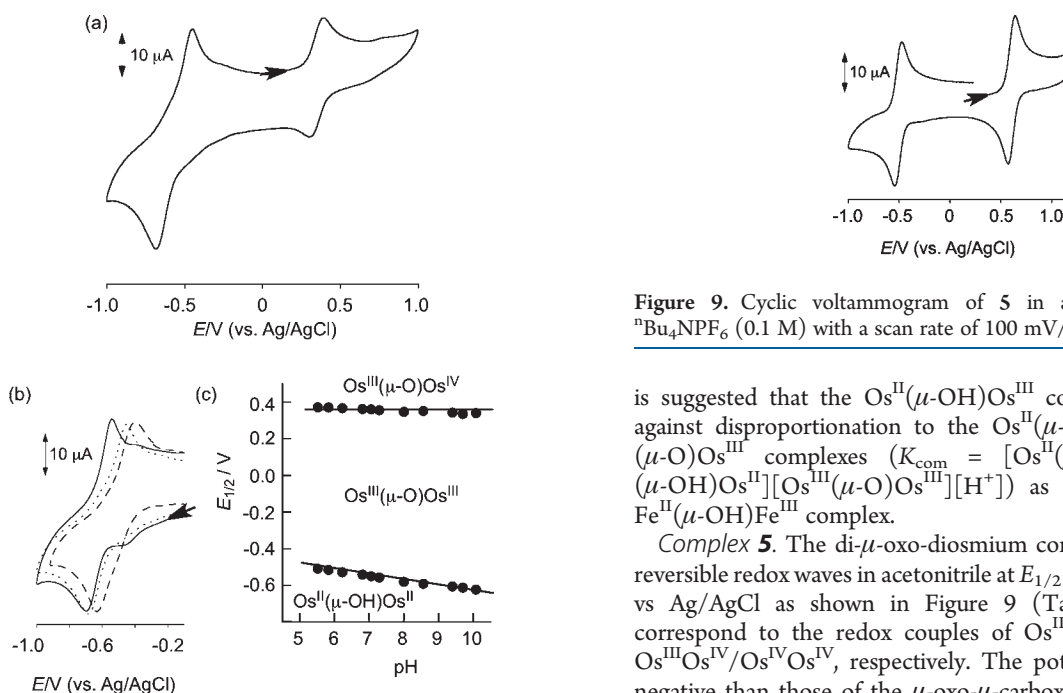 (a)
10 μA
-1.0 -0.5 0 0.5 1.0
E/V (vs. Ag/AgCl)
(b)
10 μA
-1.0 -0.6 -0.2
E/V (vs. Ag/AgCl)
(c)
Os^III(μ-O)Os^IV
0.4
0.2
0.0
-0.2
-0.4
-0.6
E1/2 / V
Os^III(μ-O)Os^III
Os^II(μ-OH)Os^II
5 6 7 8 9 10
pH
10 μA
-1.0 -0.5 0 0.5 1.0
E/V (vs. Ag/AgCl)
Figure 9. Cyclic voltammogram of 5 in a
ⁿBu₄NPF₆ (0.1 M) with a scan rate of 100 mV/
is suggested that the Os^II(μ-OH)Os^III co
against disproportionation to the Os^II(μ-
(μ-O)Os^III complexes (K_com = [Os^II(
(μ-OH)Os^II][Os^III(μ-O)Os^III][H⁺]) as
Fe^II(μ-OH)Fe^III complex.
Complex 5. The di-μ-oxo-diosmium con
reversible redox waves in acetonitrile at E1/2
vs Ag/AgCl as shown in Figure 9 (Ta
correspond to the redox couples of Os^II
Os^IIIOs^IV/Os^IVOs^IV, respectively. The pot
negative than those of the μ-oxo-μ-carbox